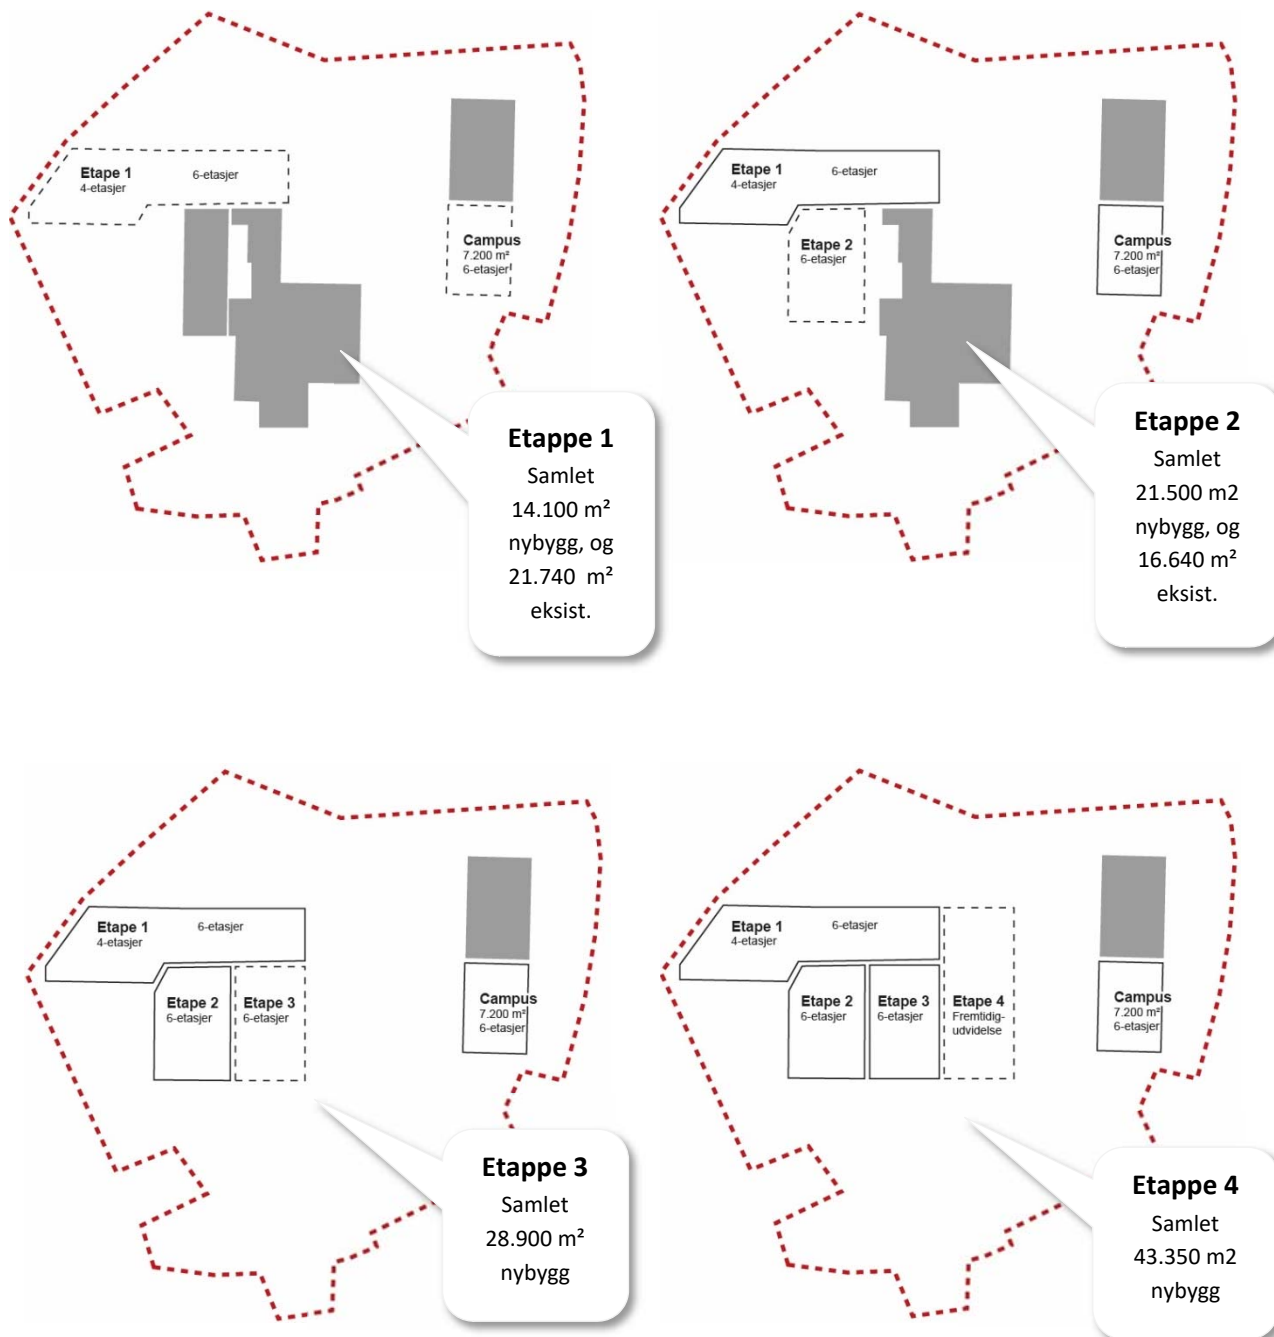 Etape 1
4-etasjer
6-etasjer
Campus
7.200 m²
6-etasjer
Etappe 1
Samlet
14.100 m²
nybygg, og
21.740 m²
eksist.
Etape 1
4-etasjer
6-etasjer
Etape 2
6-etasjer
Campus
7.200 m²
6-etasjer
Etappe 2
Samlet
21.500 m2
nybygg, og
16.640 m²
eksist.
Etape 1
4-etasjer
6-etasjer
Etape 2
6-etasjer
Etape 3
6-etasjer
Campus
7.200 m²
6-etasjer
Etappe 3
Samlet
28.900 m²
nybygg
Etape 1
4-etasjer
6-etasjer
Etape 2
6-etasjer
Etape 3
6-etasjer
Etape 4
Fremtidig-
udvidelse
Campus
7.200 m²
6-etasjer
Etappe 4
Samlet
43.350 m2
nybygg